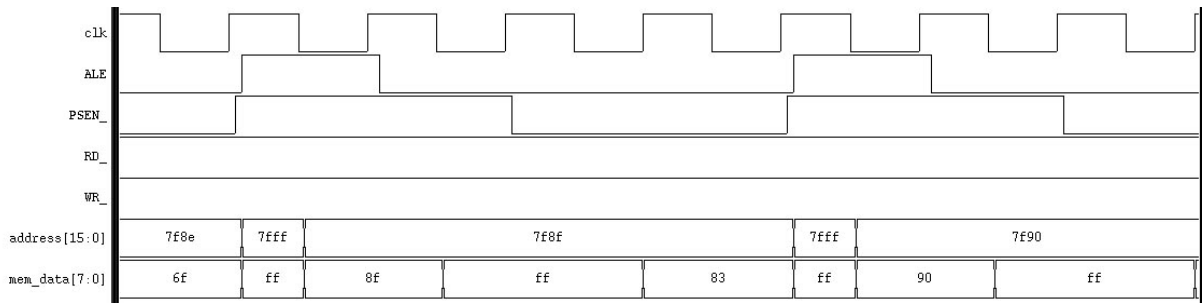 clk
ALE
PSEN_
RD_
WR_
address[15:0] 7f8e 7fff 7f8f 7fff 7f90
mem_data[7:0] 6f ff 8f ff 83 ff 90 ff